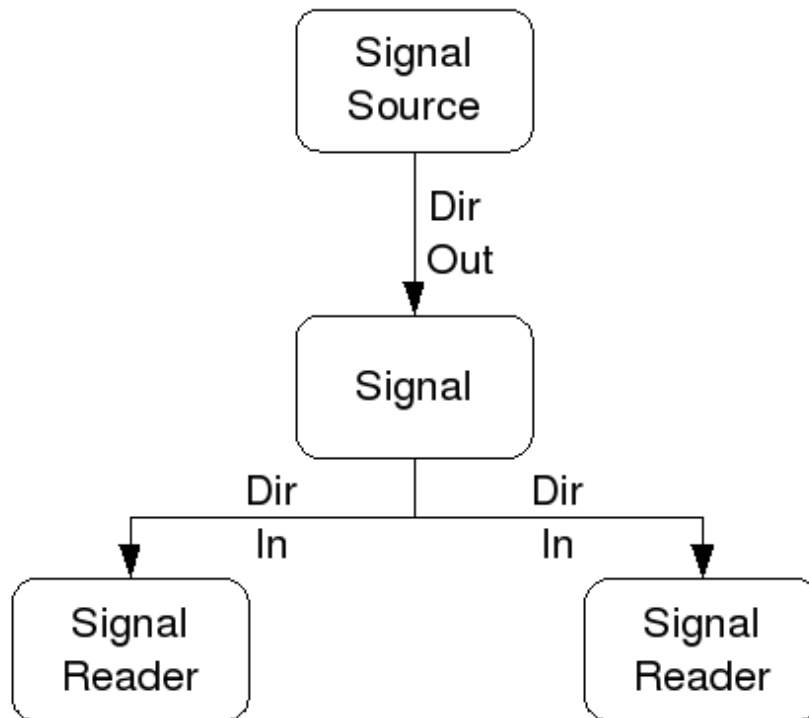 Signal
Source
Dir
Out
Signal
Dir
In
Dir
In
Signal
Reader
Signal
Reader